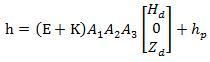 h = (E + K)A₁A₂A₃ [H_d 0 Z_d] + h_p